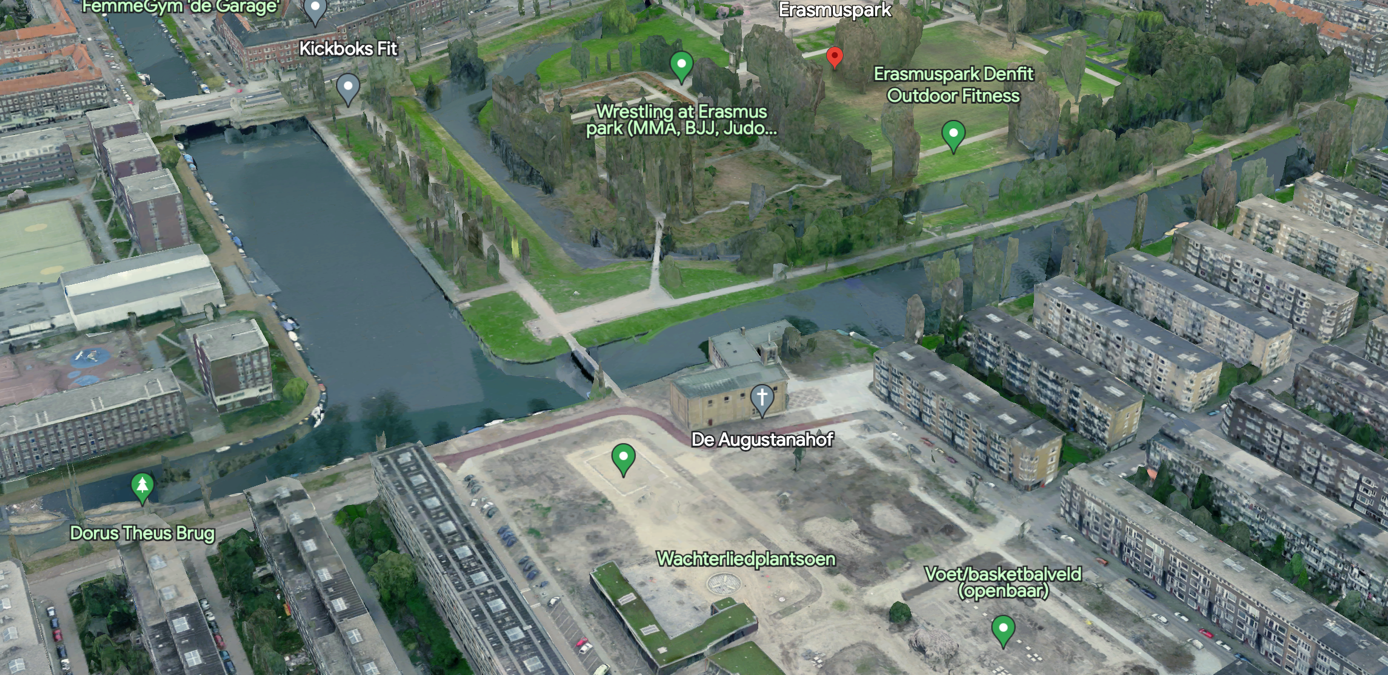 FemmeGym 'de Garage'
Erasmuspark
Kickboks Fit
Erasmuspark Denfit
Outdoor Fitness
Wrestling at Erasmus
park (MMA, BJJ, Judo...
De Augustanahof
Dorus Theus Brug
Wachterliedplantsoen
Voet/basketbalveld
(openbaar)